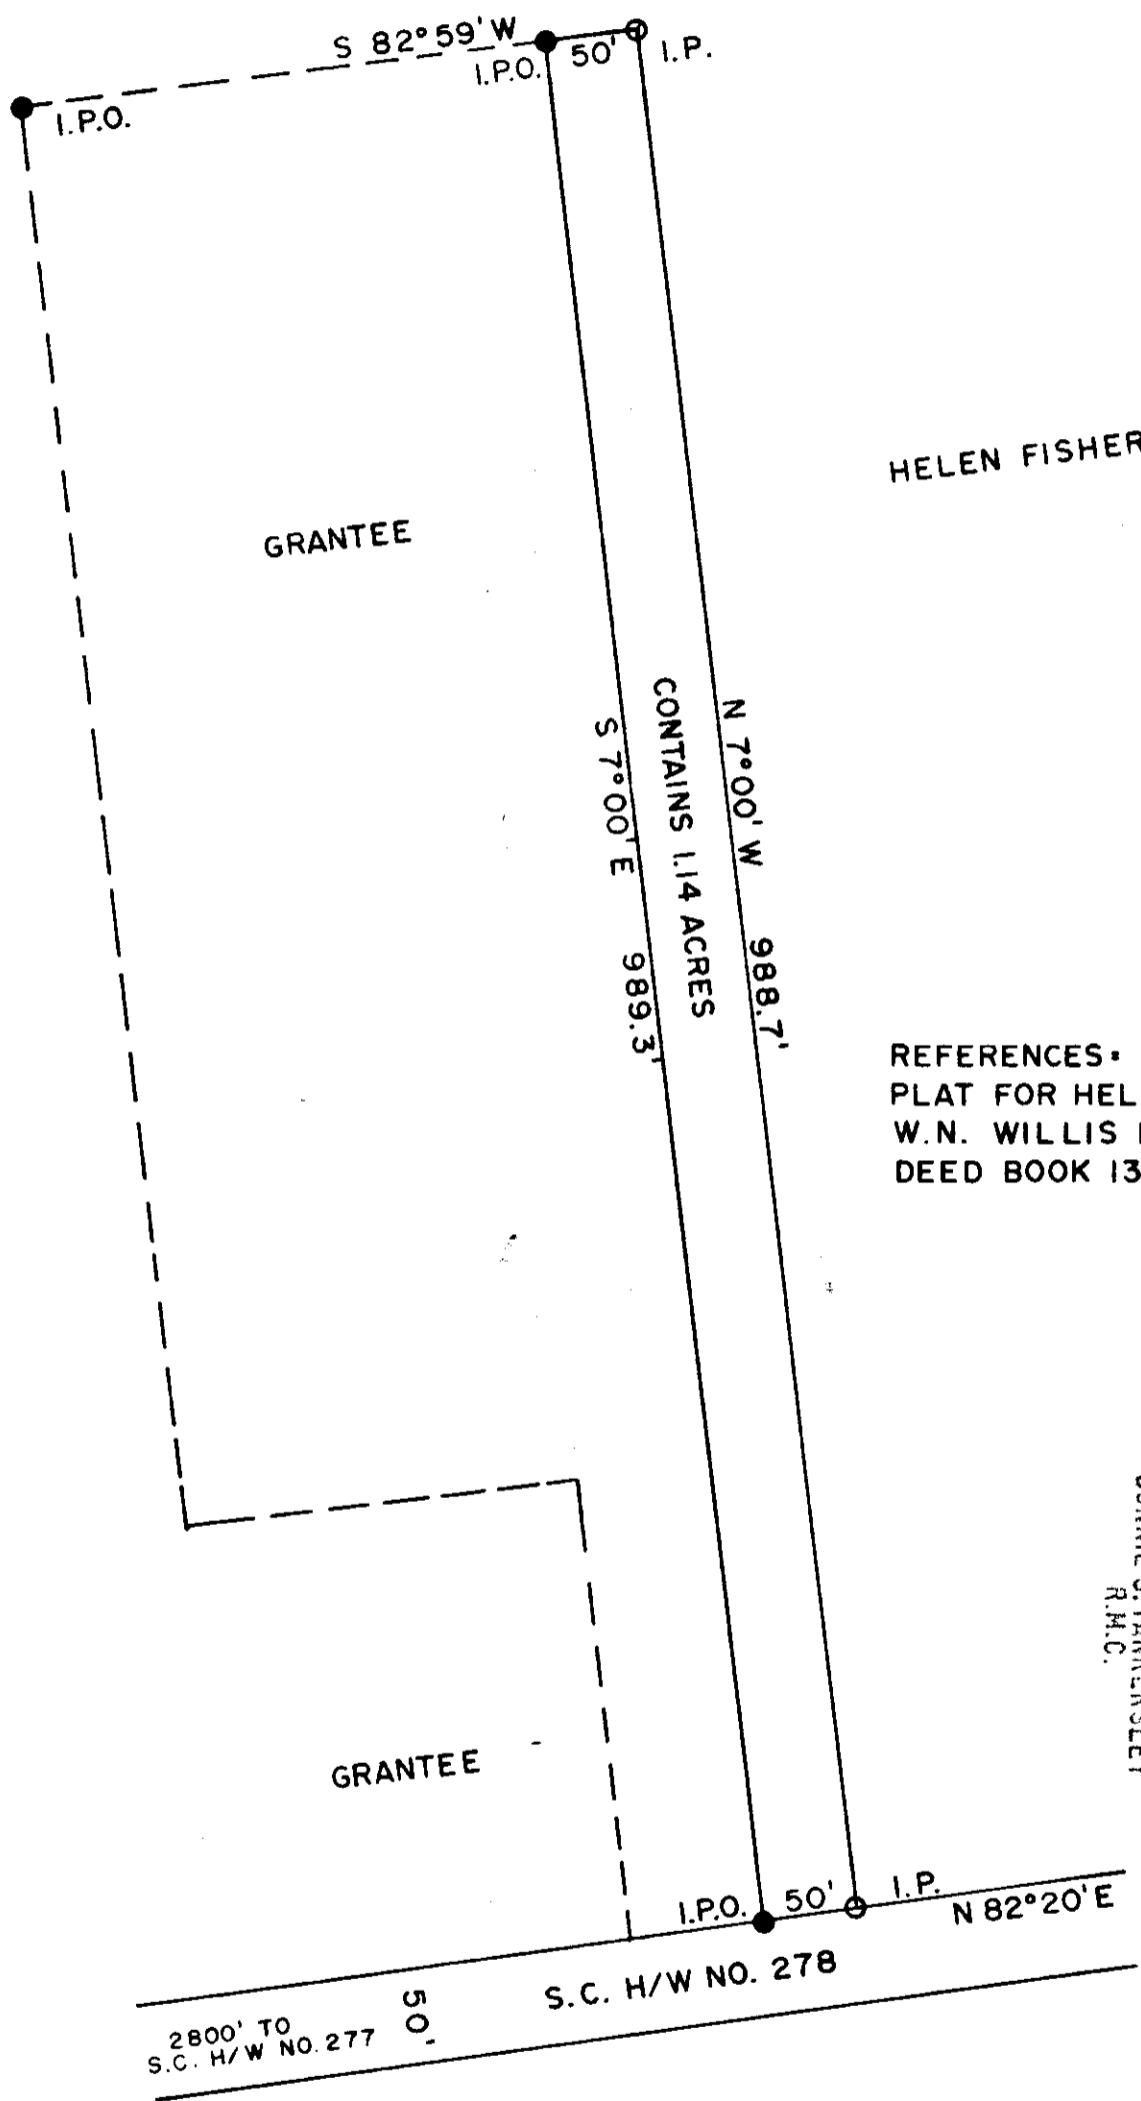 S 82°59' W
I.P.O. 50' I.P.
I.P.O.
HELEN FISHER
GRANTEE
CONTAINS 1.14 ACRES
N 7°00' W 988.7'
S 7°00' E 989.3'
REFERENCES:
PLAT FOR HEL
W.N. WILLIS
DEED BOOK 13
R.M.C.
GRANTEE
I.P.O. 50' I.P.
N 82°20' E
S.C. H/W NO. 278
50'
2800' TO
S.C. H/W NO. 277